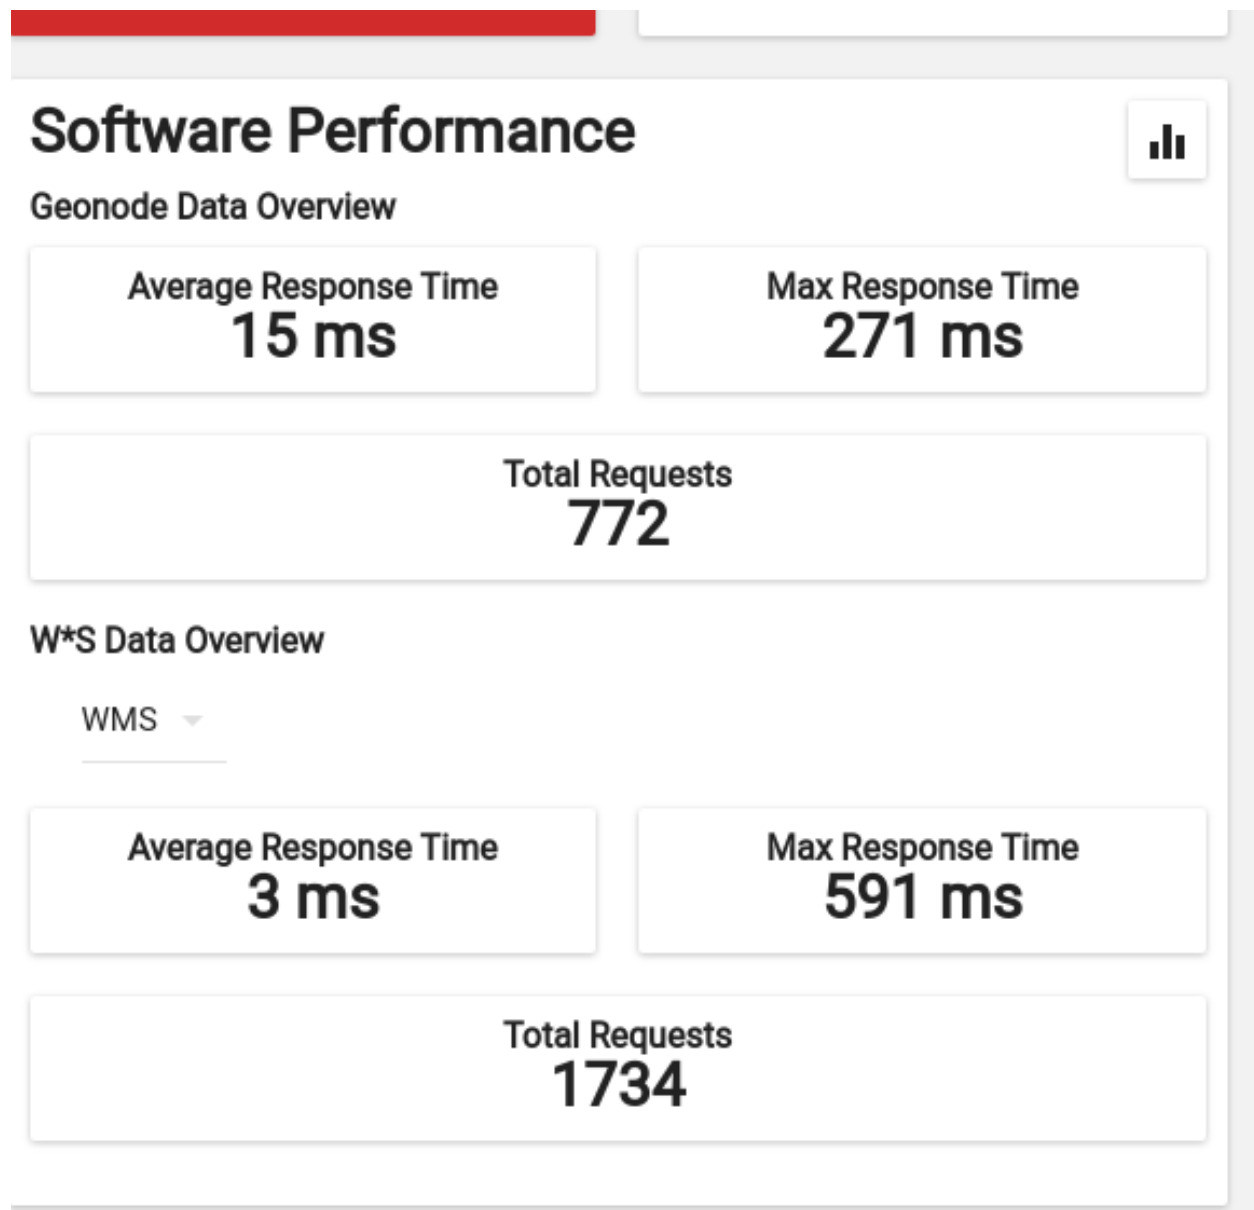 Software Performance
Geonode Data Overview
Average Response Time
15 ms
Max Response Time
271 ms
Total Requests
772
W*S Data Overview
WMS
Average Response Time
3 ms
Max Response Time
591 ms
Total Requests
1734